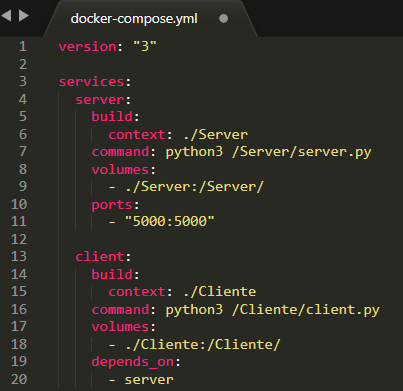 docker-compose.yml
1 version: "3"
2
3 services:
4   server:
5     build:
6       context: ./Server
7     command: python3 /Server/server.py
8     volumes:
9       - ./Server:/Server/
10     ports:
11       - "5000:5000"
12
13   client:
14     build:
15       context: ./Cliente
16     command: python3 /Cliente/client.py
17     volumes:
18       - ./Cliente:/Cliente/
19     depends_on:
20       - server